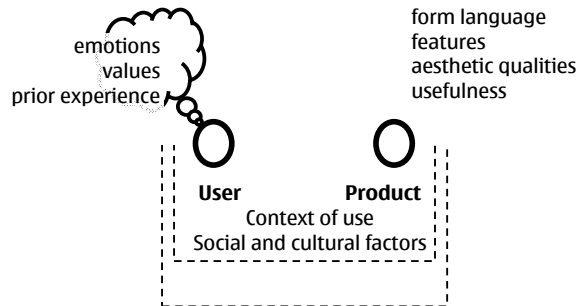 emotions
values
prior experience
form language
features
aesthetic qualities
usefulness
User
Product
Context of use
Social and cultural factors